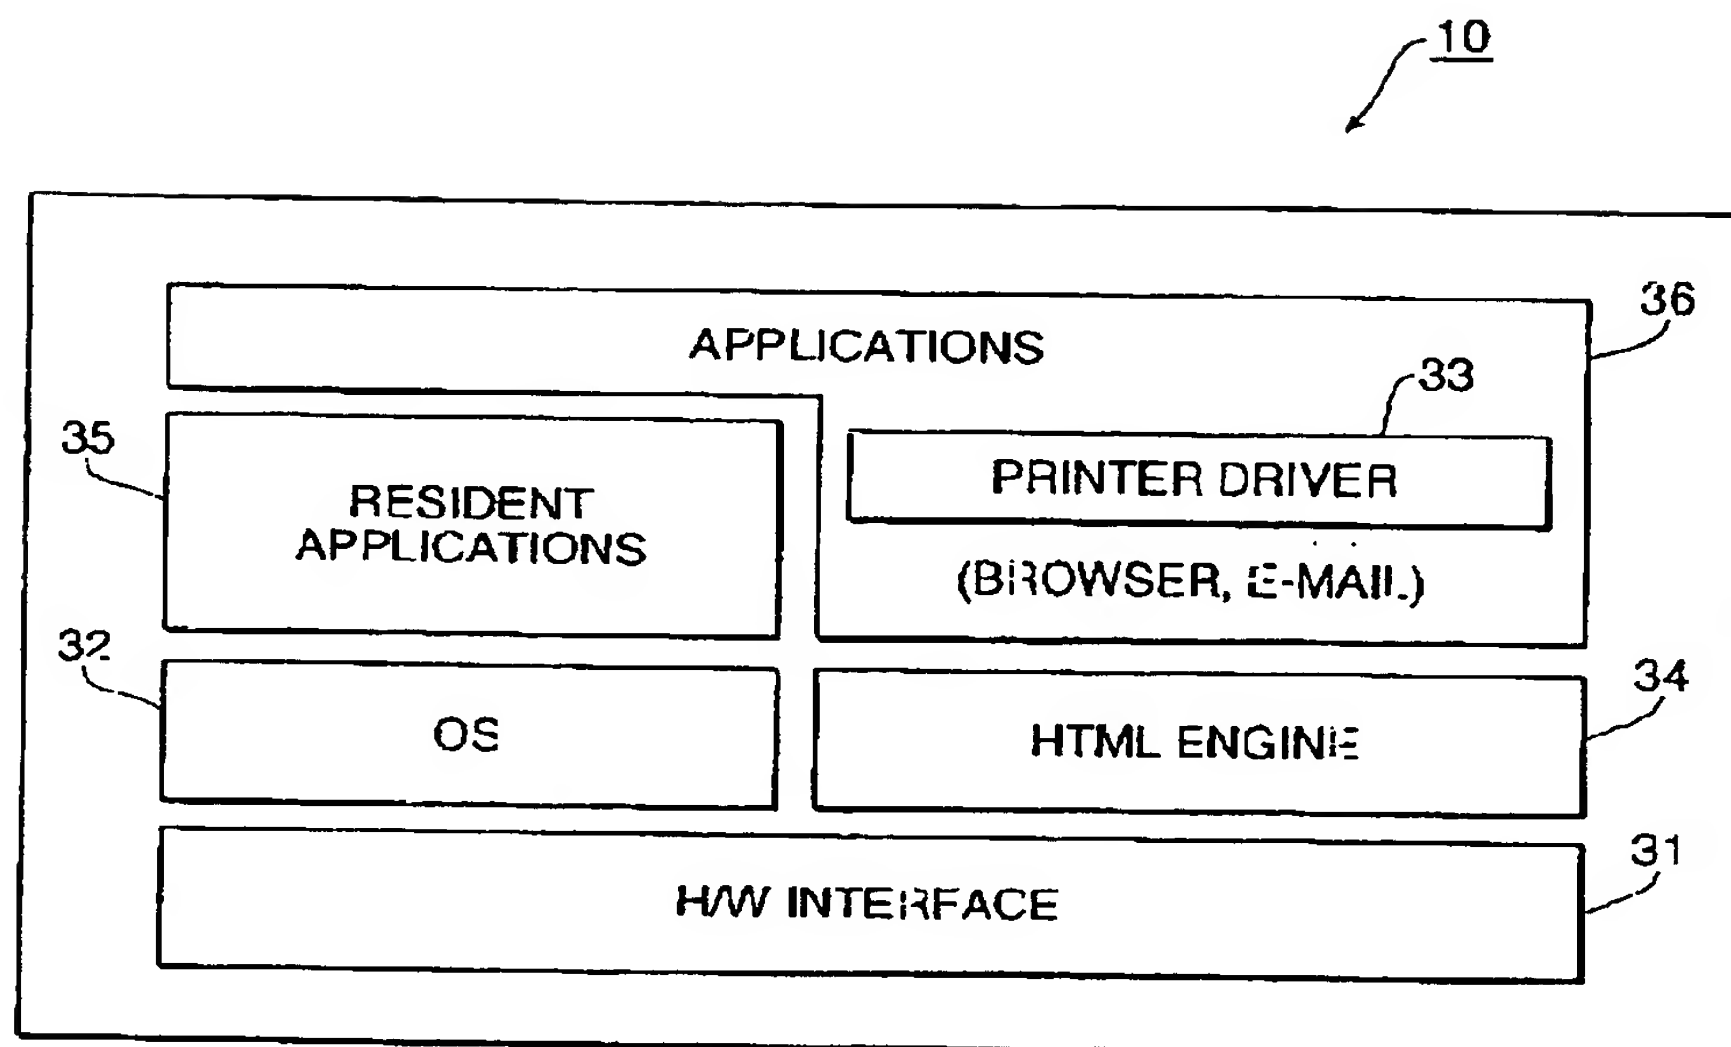 10
36
APPLICATIONS
33
35
PRINTER DRIVER
RESIDENT
APPLICATIONS
(BROWSER, E-MAIL)
32
34
OS
HTML ENGINE
31
H/W INTERFACE